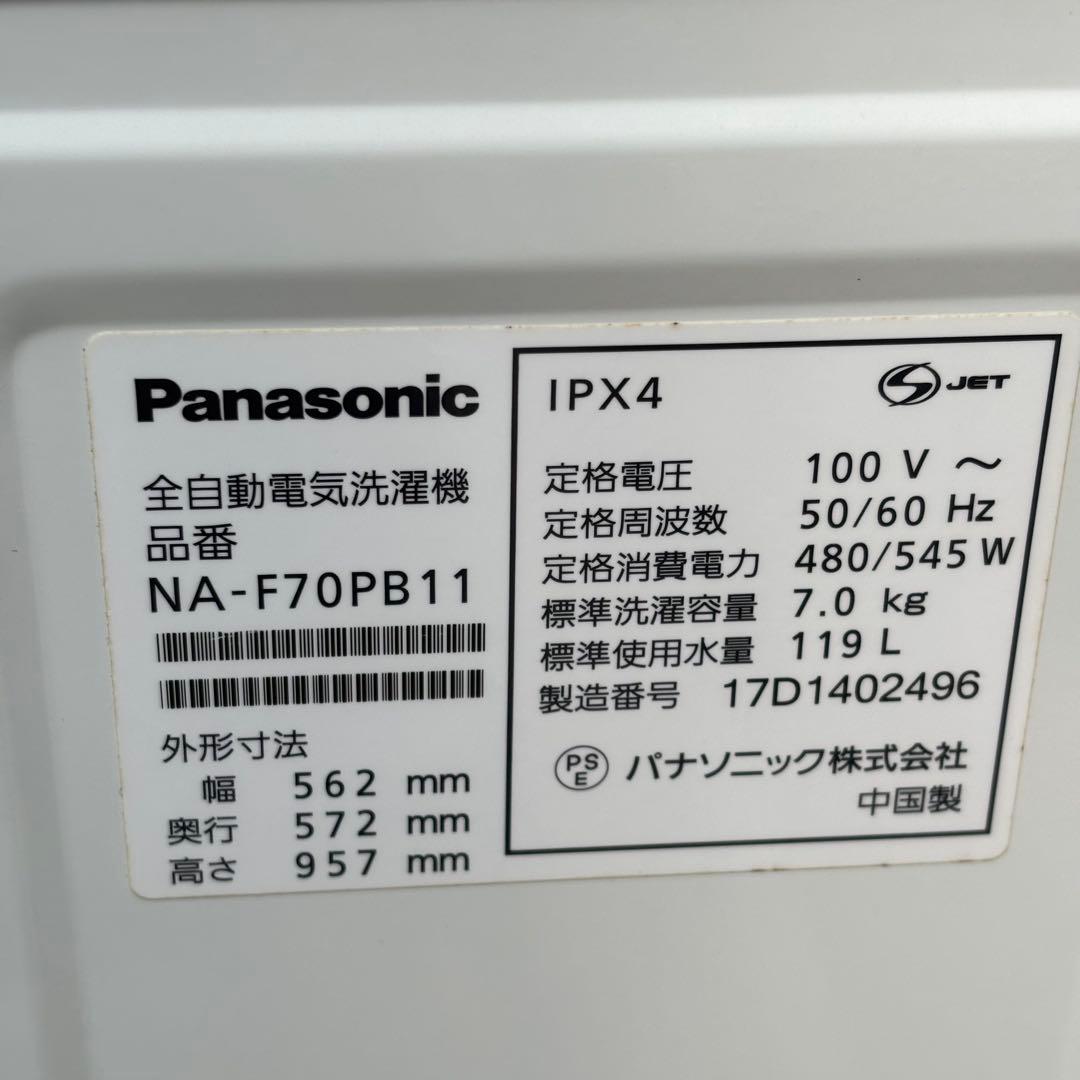 Panasonic
全自動電気洗濯機
品番
NA-F70PB11
外形寸法
幅 562 mm
奥行 572 mm
高さ 957 mm
IPX4
S JET
定格電圧 100 V ～
定格周波数 50/60 Hz
定格消費電力 480/545 W
標準洗濯容量 7.0 kg
標準使用水量 119 L
製造番号 17D1402496
PSE パナソニック株式会社
中国製